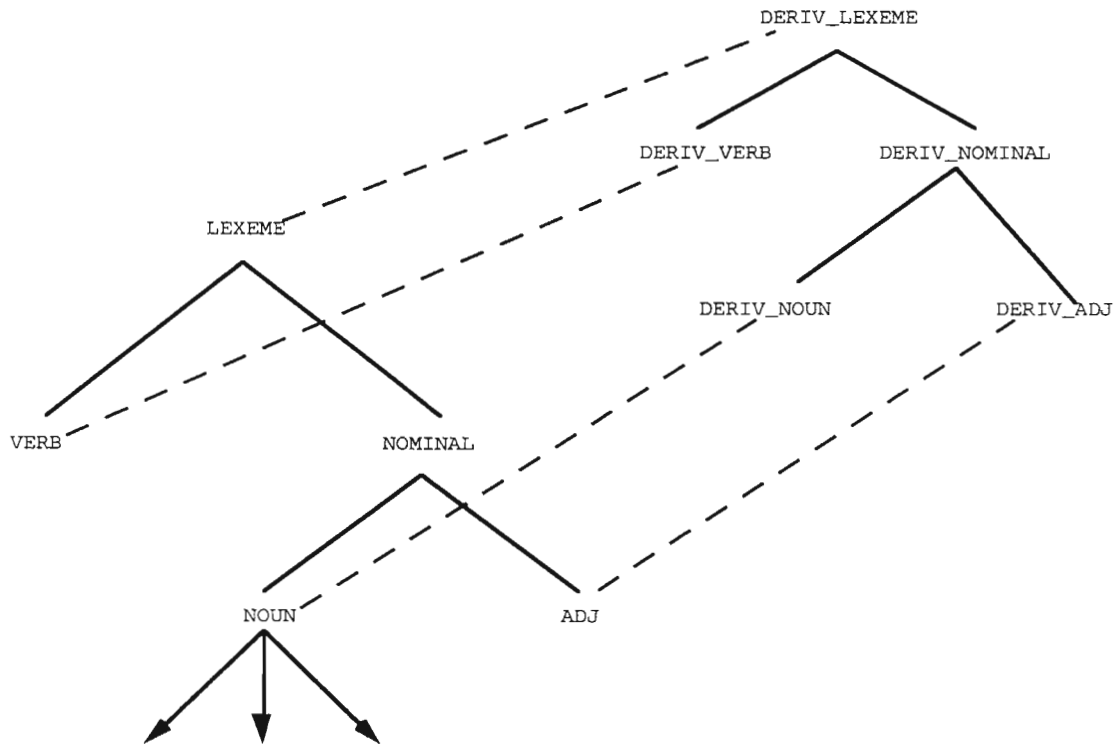 DERIV_LEXEME
DERIV_VERB DERIV_NOMINAL
LEXEME
DERIV_NOUN DERIV_ADJ
VERB NOMINAL
NOUN ADJ